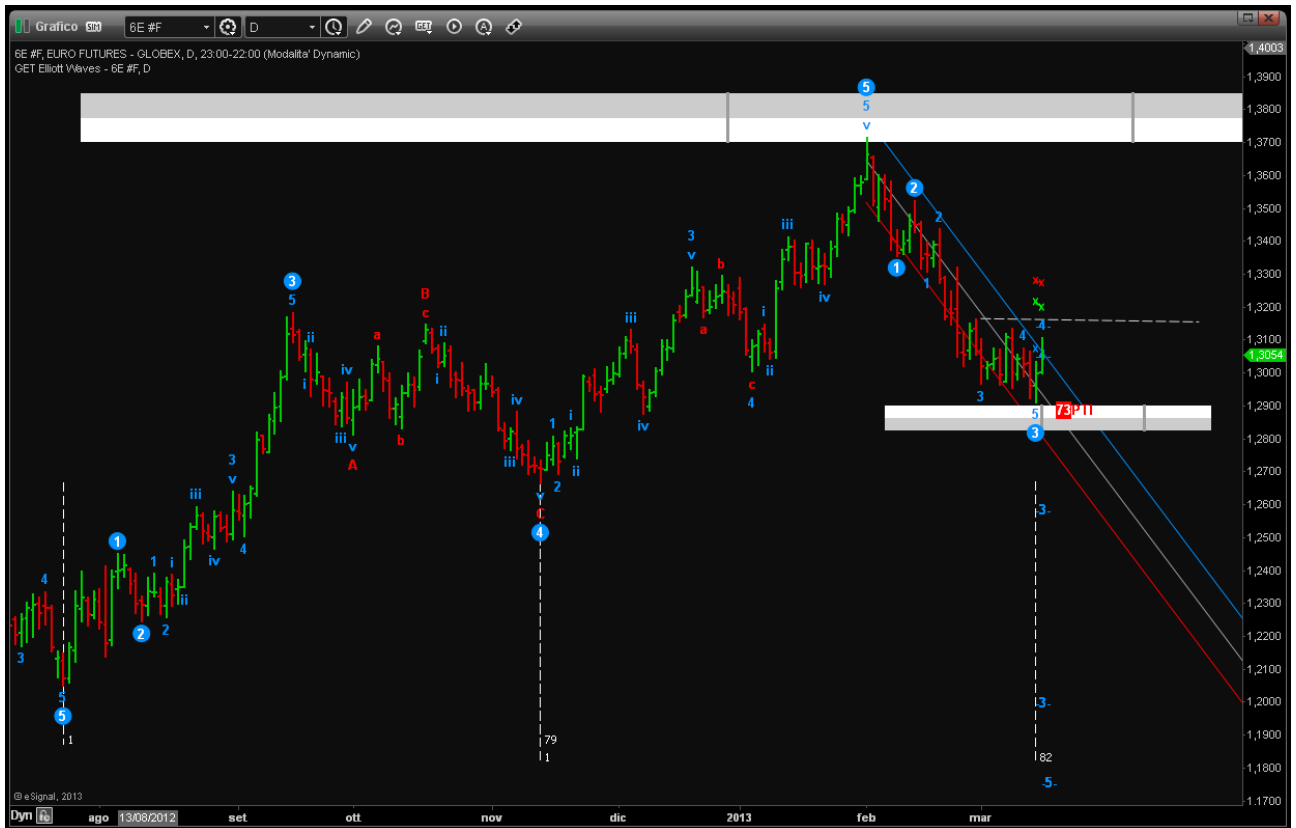 Grafico SIM 6E #F D GET A
6E #F, EURO FUTURES - GLOBEX, D, 23:00-22:00 (Modalita' Dynamic)
GET Elliott Waves - 6E #F, D
1,4003
1,3900
1,3800
1,3700
1,3600
1,3500
1,3400
1,3300
1,3200
1,3100
1,3054
1,3000
1,2900
1,2800
1,2700
1,2600
1,2500
1,2400
1,2300
1,2200
1,2100
1,2000
1,1900
1,1800
1,1700
5
5
v
2
2
1
1
3
iii
3
v
b
iv
a
i
ii
c
4
3
5
ii
i
B
c
ii
i
a
iv
iii
v
A
b
iii
iv
iv
iii
1
i
2
ii
v
C
4
3
v
iii
iv
4
1
1
i
ii
2
2
4
3
5
5
x x
x x
-4-
4
x
4
3
73 PTI
5
3
-3-
-3-
-5-
1
79
1
82
© eSignal, 2013
Dyn ago 13/08/2012 set ott nov dic 2013 feb mar